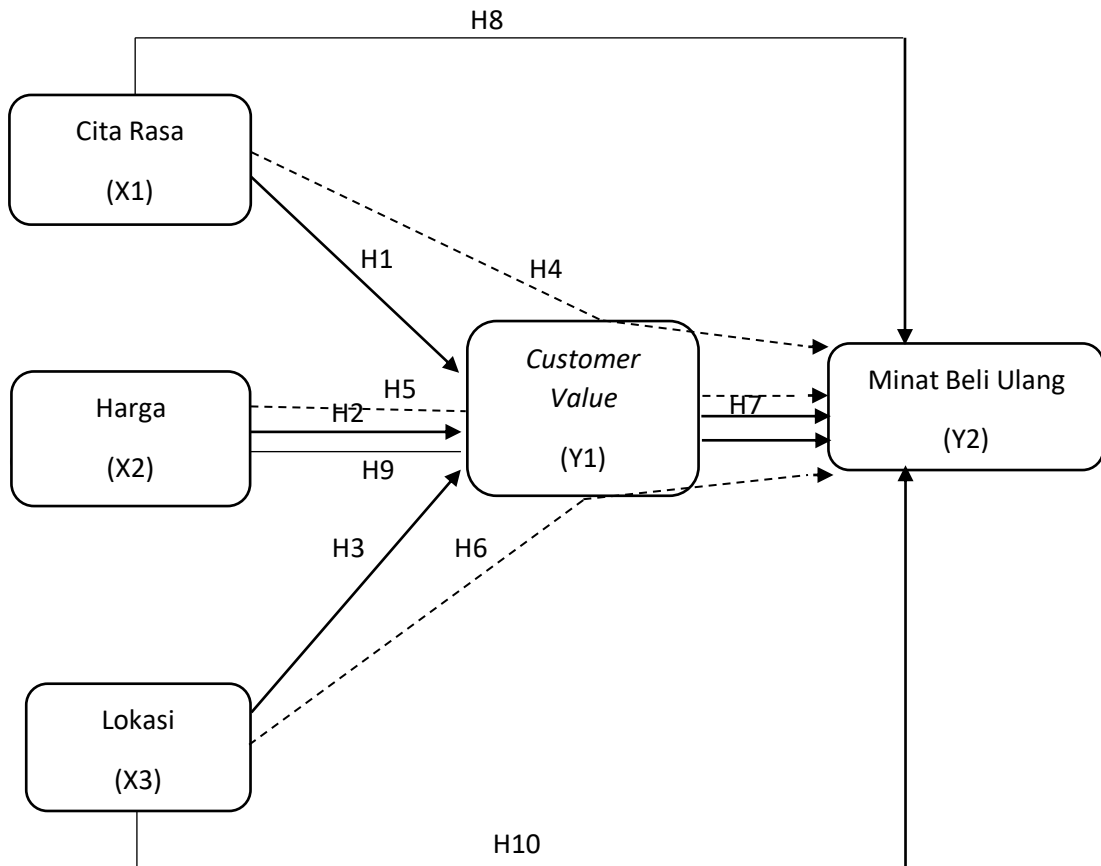 H8
Cita Rasa
(X1)
H1
H4
Customer
Value
(Y1)
Minat Beli Ulang
(Y2)
Harga
(X2)
H5
H2
H9
H7
H3
H6
Lokasi
(X3)
H10